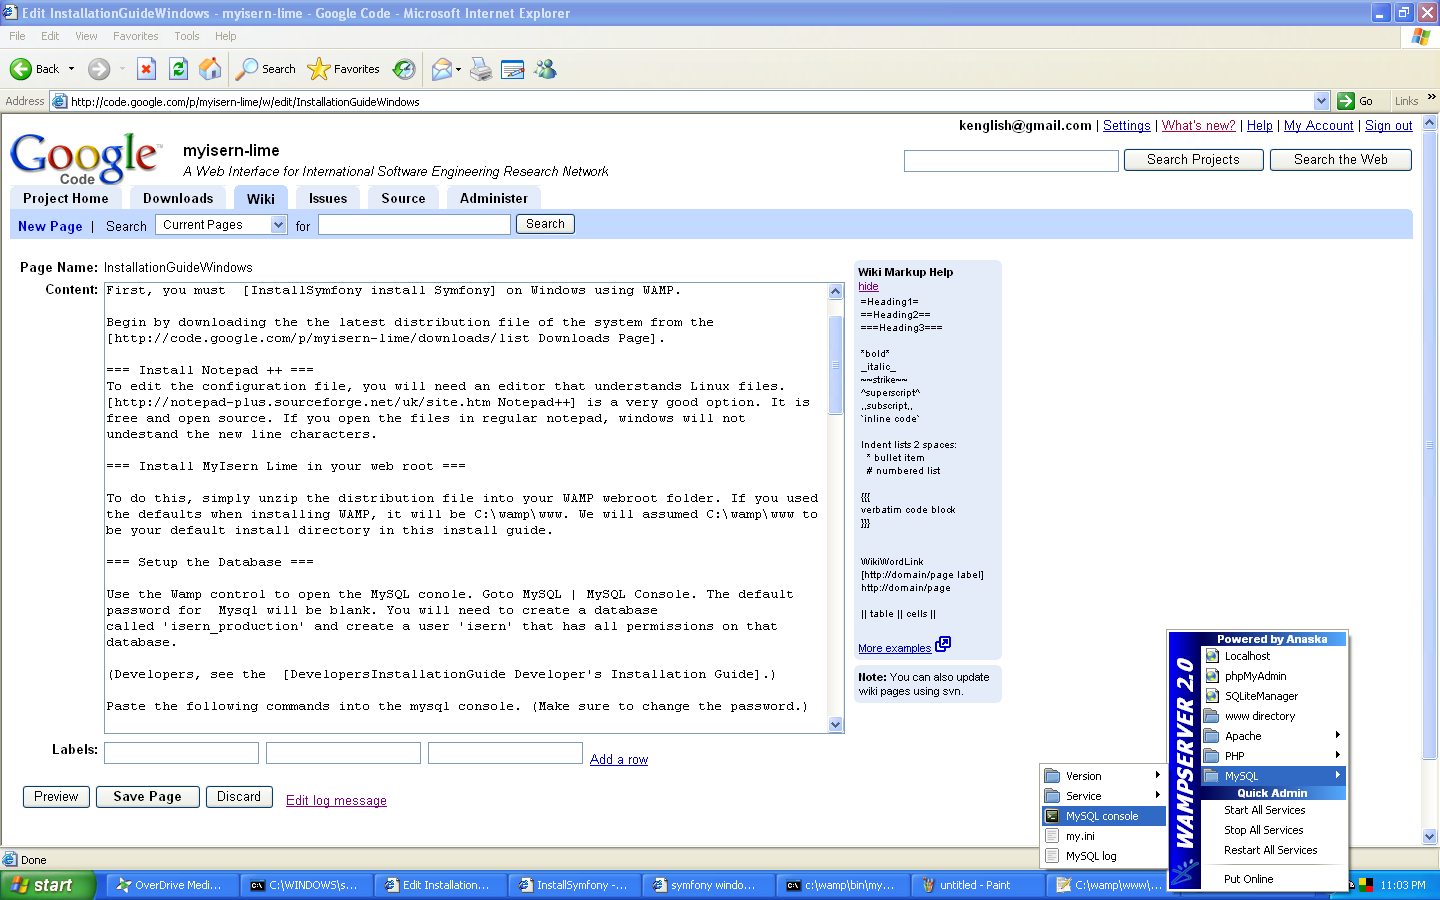 Edit InstallationGuideWindows - myisern-lime - Google Code - Microsoft Internet Explorer
File Edit View Favorites Tools Help
Back Search Favorites
Address http://code.google.com/p/myisern-lime/w/edit/InstallationGuideWindows Go Links »
kenglish@gmail.com | Settings | What's new? | Help | My Account | Sign out
Google™ Code
myisern-lime
A Web Interface for International Software Engineering Research Network
Search Projects Search the Web
Project Home Downloads Wiki Issues Source Administer
New Page | Search Current Pages for Search
Page Name: InstallationGuideWindows
Content:
First, you must  [InstallSymfony install Symfony] on Windows using WAMP.
Begin by downloading the the latest distribution file of the system from the
[http://code.google.com/p/myisern-lime/downloads/list Downloads Page].
=== Install Notepad ++ ===
To edit the configuration file, you will need an editor that understands Linux files.
[http://notepad-plus.sourceforge.net/uk/site.htm Notepad++] is a very good option. It is
free and open source. If you open the files in regular notepad, windows will not
undestand the new line characters.
=== Install MyIsern Lime in your web root ===
To do this, simply unzip the distribution file into your WAMP webroot folder. If you used
the defaults when installing WAMP, it will be C:\wamp\www. We will assumed C:\wamp\www to
be your default install directory in this install guide.
=== Setup the Database ===
Use the Wamp control to open the MySQL conole. Goto MySQL | MySQL Console. The default
password for  Mysql will be blank. You will need to create a database
called 'isern_production' and create a user 'isern' that has all permissions on that
database.
(Developers, see the  [DevelopersInstallationGuide Developer's Installation Guide].)
Paste the following commands into the mysql console. (Make sure to change the password.)
Labels: Add a row
Preview Save Page Discard Edit log message
Wiki Markup Help
hide
=Heading1=
==Heading2==
===Heading3===
*bold*
_italic_
~~strike~~
^superscript^
,,subscript,,
`inline code`
Indent lists 2 spaces:
* bullet item
# numbered list
{{{
verbatim code block
}}}
WikiWordLink
[http://domain/page label]
http://domain/page
|| table || cells ||
More examples
Note: You can also update
wiki pages using svn.
WAMPSERVER 2.0
Powered by Anaska
Localhost
phpMyAdmin
SQLiteManager
www directory
Apache
PHP
MySQL
Quick Admin
Start All Services
Stop All Services
Restart All Services
Put Online
Version
Service
MySQL console
my.ini
MySQL log
Done
start OverDrive Medi... C:\WINDOWS\s... Edit Installation... InstallSymfony -... symfony windo... c:\wamp\bin\my... untitled - Paint C:\wamp\www\... 11:03 PM